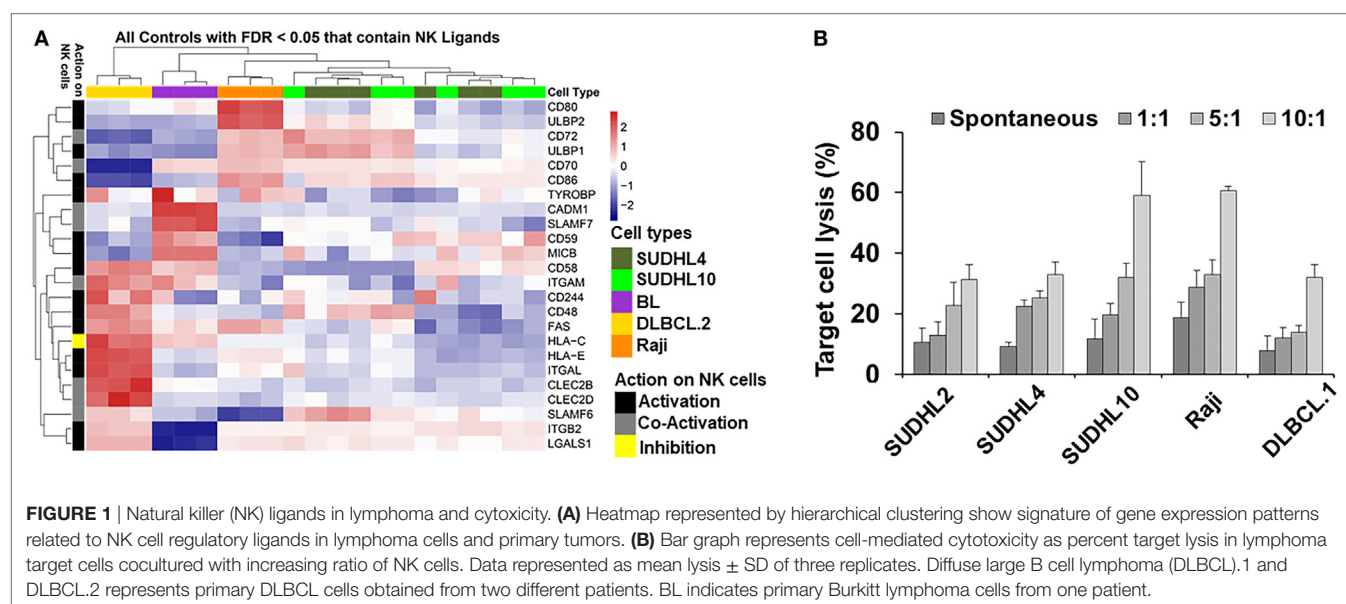 A
All Controls with FDR < 0.05 that contain NK Ligands
Action on
NK cells
Cell Type
CD80
ULBP2
CD72
ULBP1
CD70
CD86
TYROBP
CADM1
SLAMF7
CD59
MICB
CD58
ITGAM
CD244
CD48
FAS
HLA-C
HLA-E
ITGAL
CLEC2B
CLEC2D
SLAMF6
ITGB2
LGALS1
2
1
0
−1
−2
Cell types
SUDHL4
SUDHL10
BL
DLBCL.2
Raji
Action on NK cells
Activation
Co-Activation
Inhibition
B
Spontaneous 1:1 5:1 10:1
Target cell lysis (%)
80
60
40
20
0
SUDHL2
SUDHL4
SUDHL10
Raji
DLBCL.1
FIGURE 1 | Natural killer (NK) ligands in lymphoma and cytoxicity. (A) Heatmap represented by hierarchical clustering show signature of gene expression patterns
related to NK cell regulatory ligands in lymphoma cells and primary tumors. (B) Bar graph represents cell-mediated cytotoxicity as percent target lysis in lymphoma
target cells cocultured with increasing ratio of NK cells. Data represented as mean lysis ± SD of three replicates. Diffuse large B cell lymphoma (DLBCL).1 and
DLBCL.2 represents primary DLBCL cells obtained from two different patients. BL indicates primary Burkitt lymphoma cells from one patient.